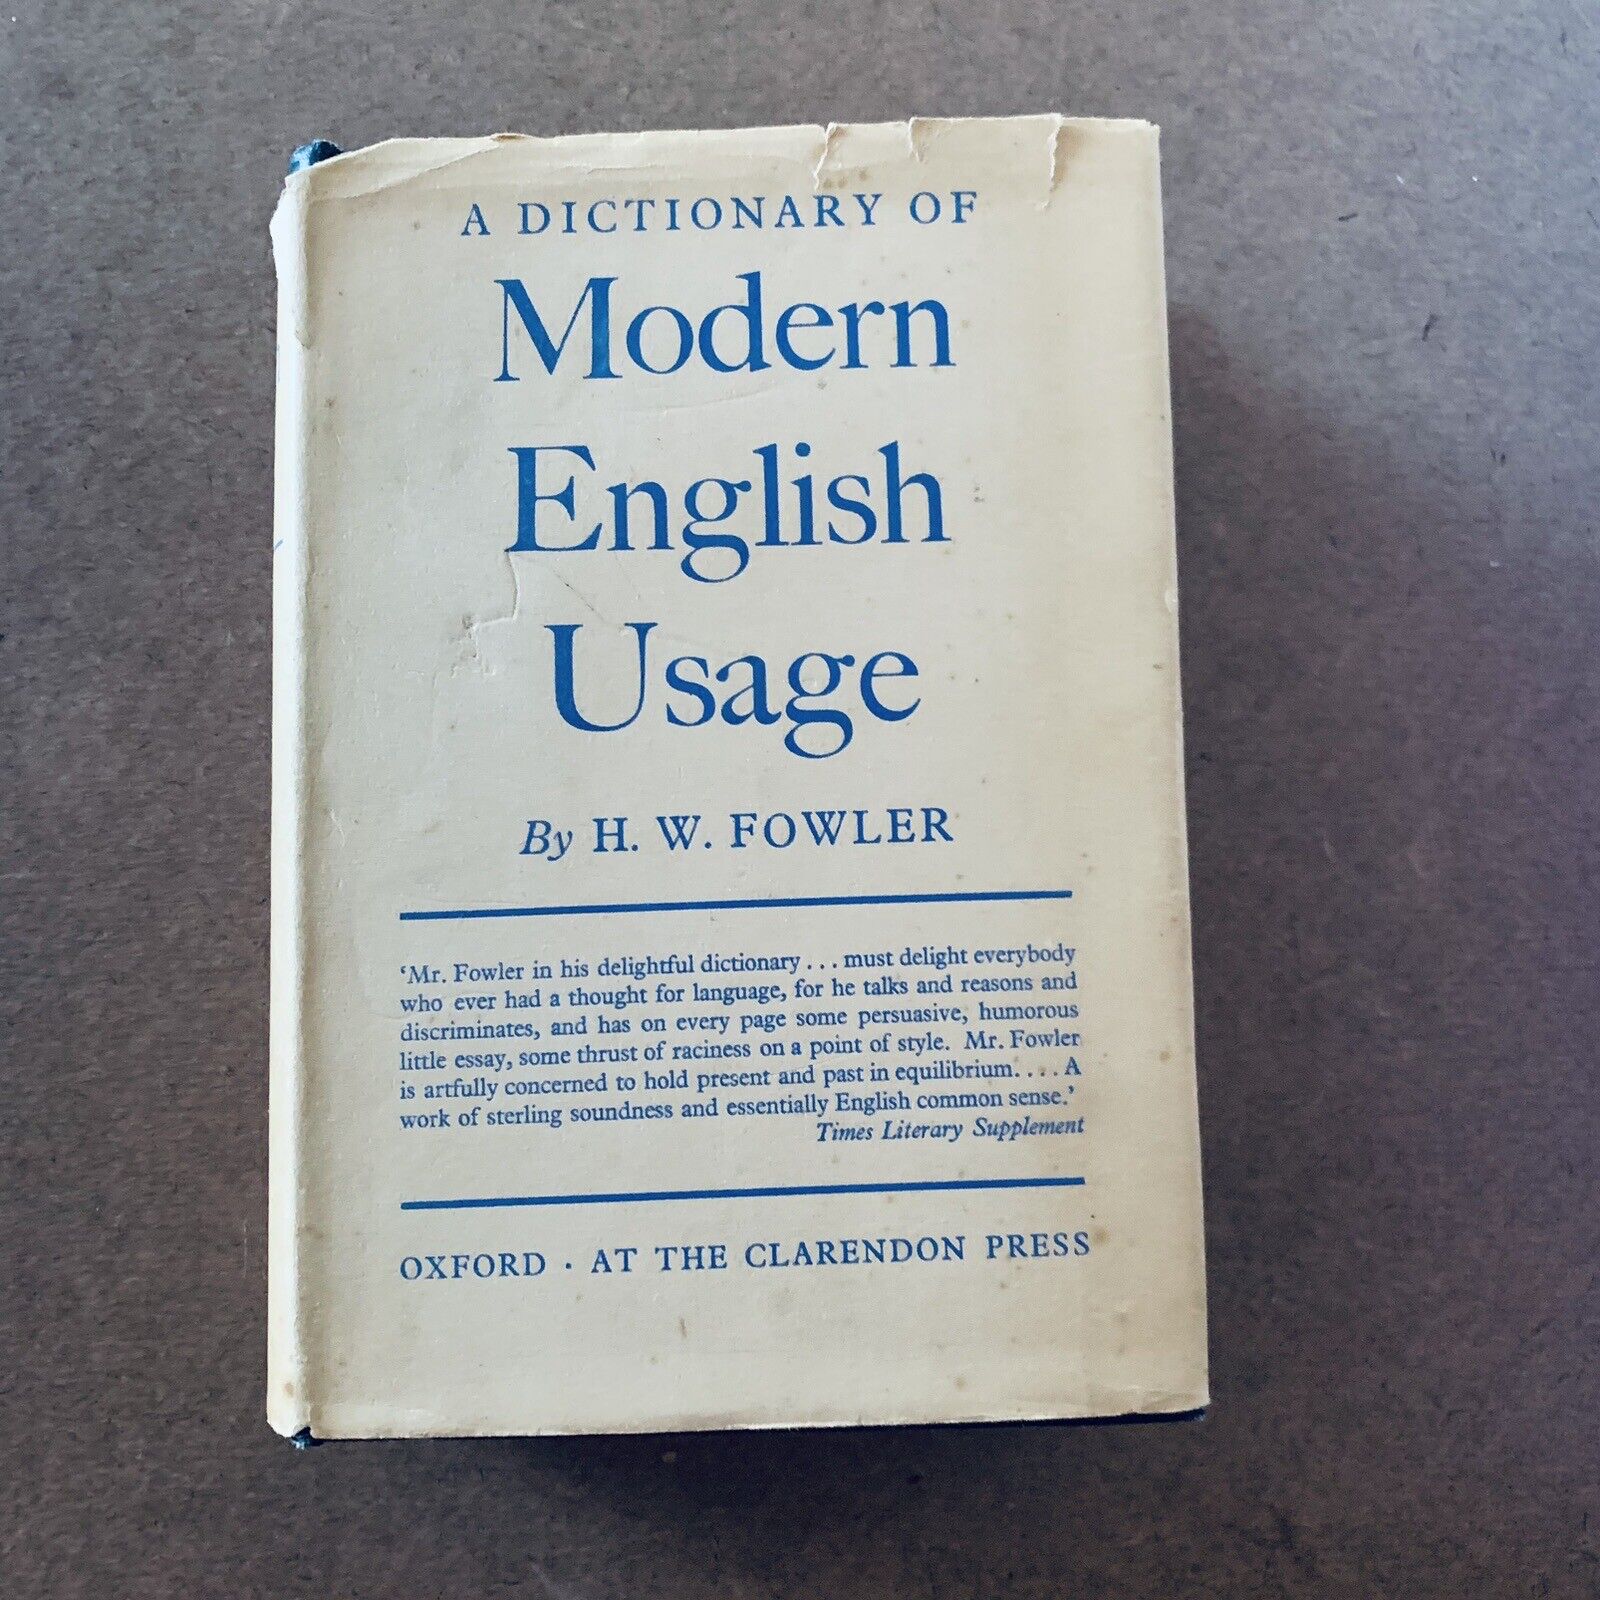 A DICTIONARY OF
Modern
English
Usage
By H. W. FOWLER
‘Mr. Fowler in his delightful dictionary . . . must delight everybody
who ever had a thought for language, for he talks and reasons and
discriminates, and has on every page some persuasive, humorous
little essay, some thrust of raciness on a point of style. Mr. Fowler
is artfully concerned to hold present and past in equilibrium. . . . A
work of sterling soundness and essentially English common sense.’
Times Literary Supplement
OXFORD · AT THE CLARENDON PRESS